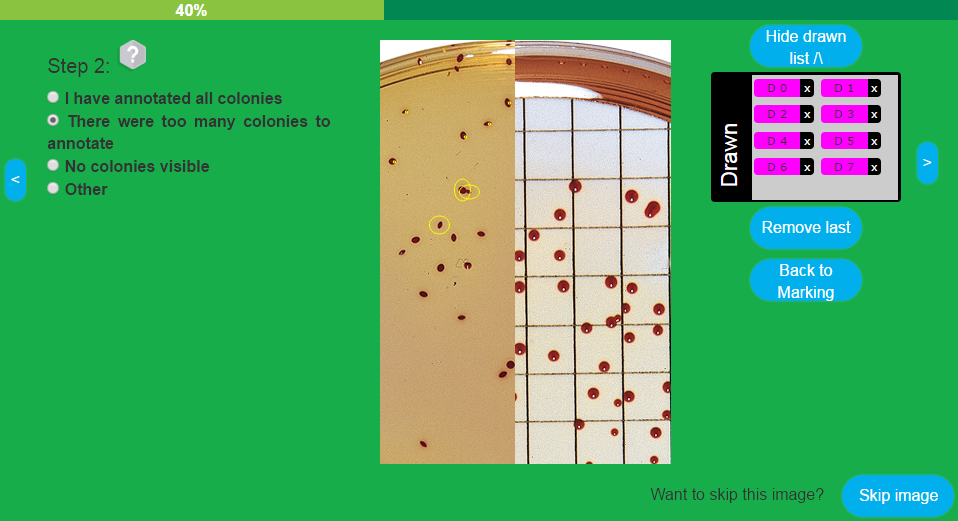 40%
Step 2:
?
I have annotated all colonies
There were too many colonies to
annotate
No colonies visible
Other
<
Hide drawn
list /\
Drawn
D 0 x D 1 x
D 2 x D 3 x
D 4 x D 5 x
D 6 x D 7 x
>
Remove last
Back to
Marking
Want to skip this image?
Skip image